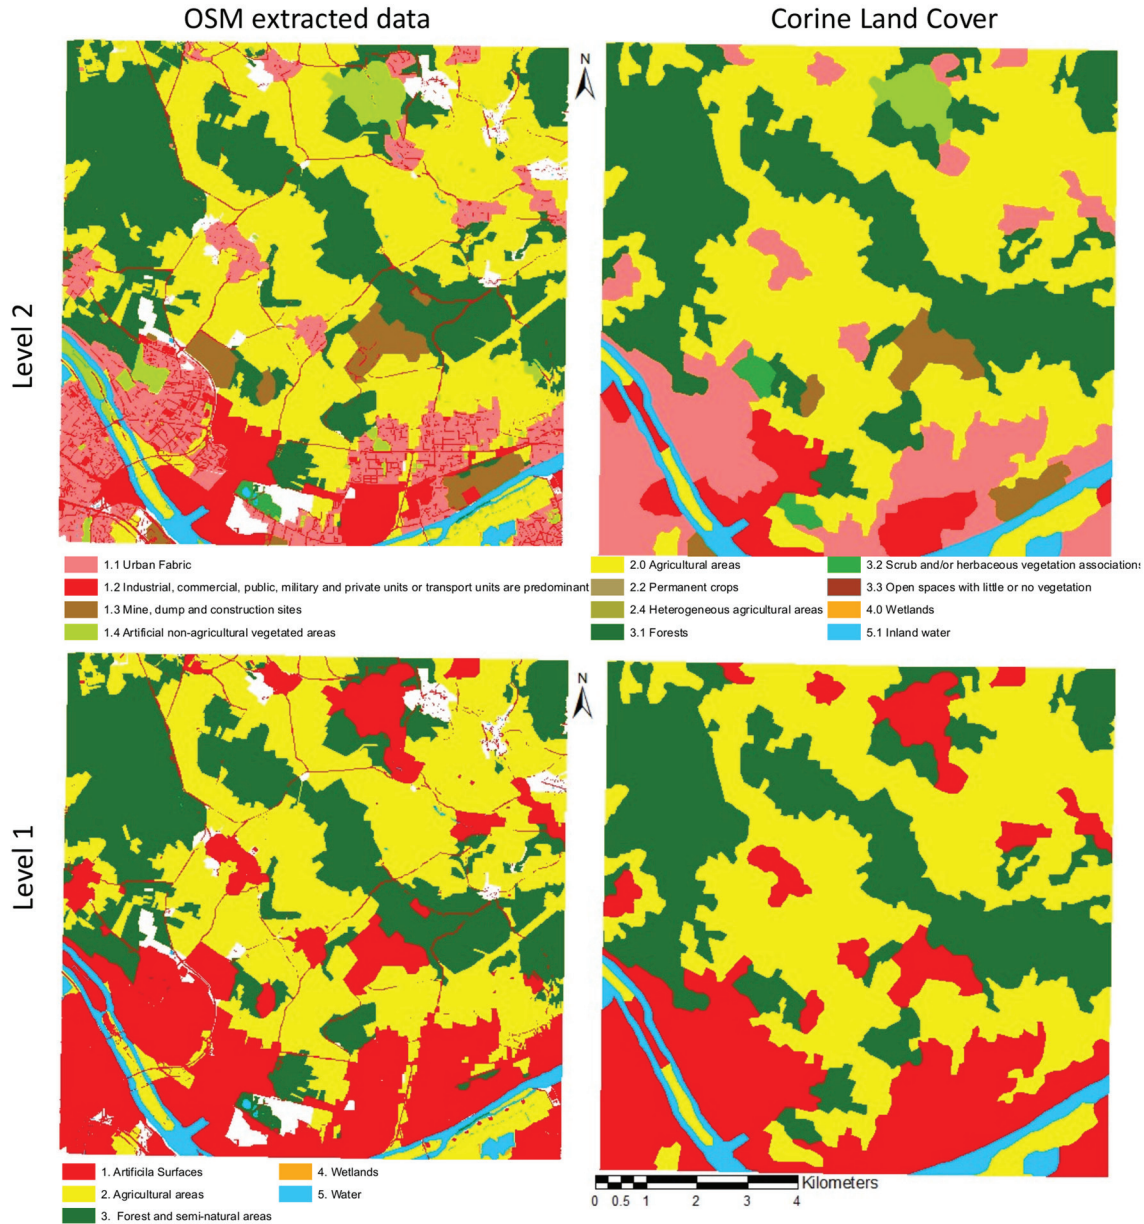 OSM extracted data
Corine Land Cover
N
Level 2
1.1 Urban Fabric
1.2 Industrial, commercial, public, military and private units or transport units are predominant
1.3 Mine, dump and construction sites
1.4 Artificial non-agricultural vegetated areas
2.0 Agricultural areas
2.2 Permanent crops
2.4 Heterogeneous agricultural areas
3.1 Forests
3.2 Scrub and/or herbaceous vegetation associations
3.3 Open spaces with little or no vegetation
4.0 Wetlands
5.1 Inland water
N
Level 1
1. Artificila Surfaces
2. Agricultural areas
3. Forest and semi-natural areas
4. Wetlands
5. Water
Kilometers
0 0.5 1 2 3 4